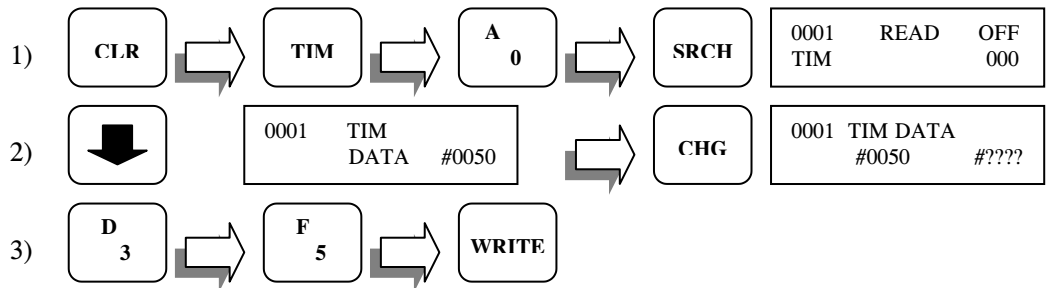 1) CLR TIM A 0 SRCH 0001 READ OFF
TIM 000
2) 0001 TIM
DATA #0050
CHG 0001 TIM DATA
#0050 #????
3) D 3 F 5 WRITE